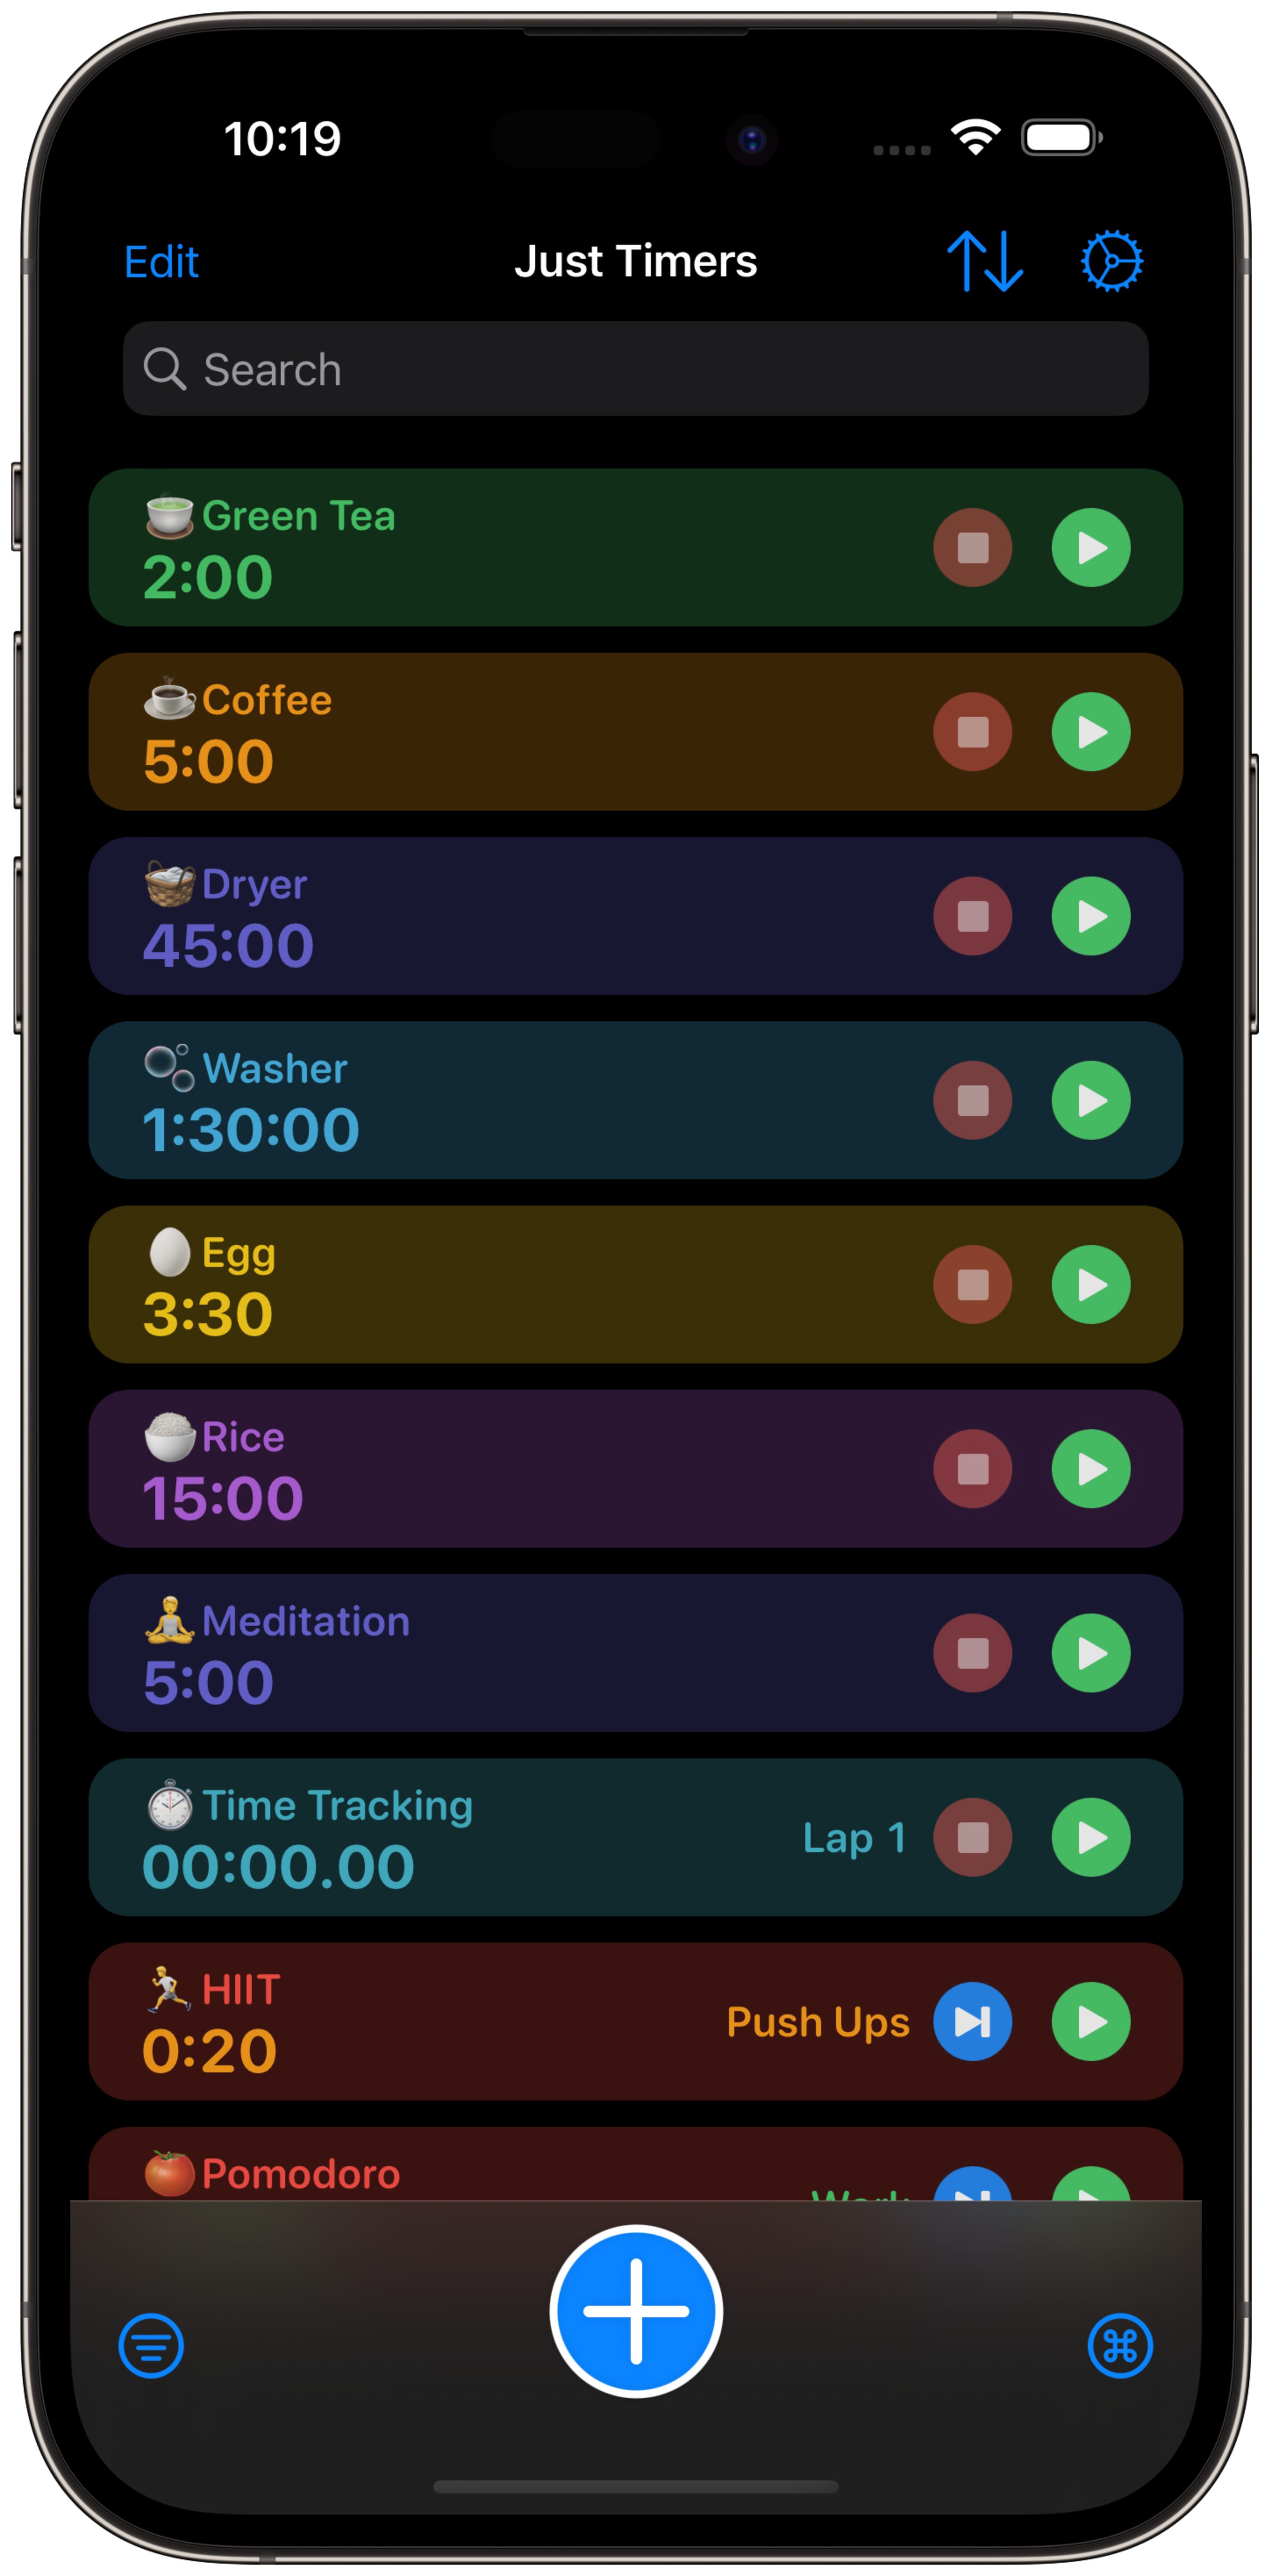 10:19
Edit
Just Timers
Search
Green Tea
2:00
Coffee
5:00
Dryer
45:00
Washer
1:30:00
Egg
3:30
Rice
15:00
Meditation
5:00
Time Tracking
00:00.00
Lap 1
HIIT
0:20
Push Ups
Pomodoro
Work